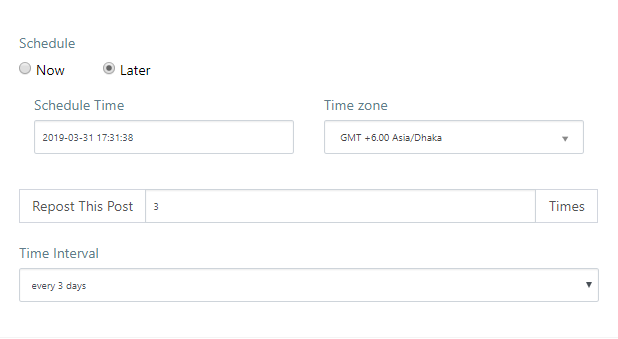 Schedule
Now Later
Schedule Time Time zone
2019-03-31 17:31:38 GMT +6.00 Asia/Dhaka
Repost This Post 3 Times
Time Interval
every 3 days